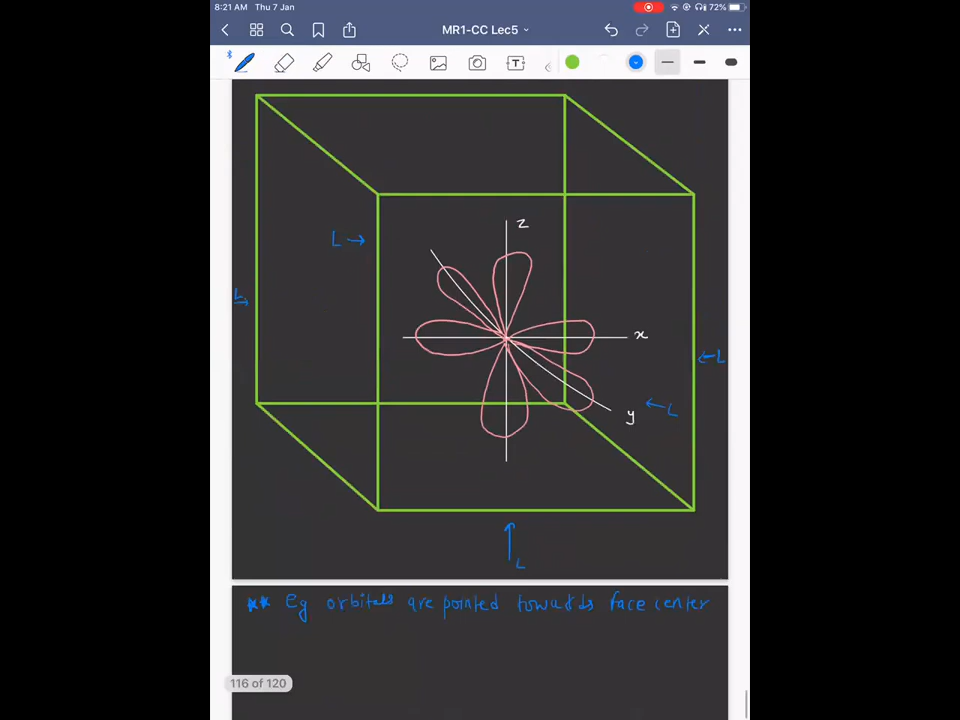 8:21 AM Thu 7 Jan
72%
MR1-CC Lec5
T
z
L →
L →
x
← L
← L
y
↑
L
** Eg orbitals are pointed towards face center
116 of 120